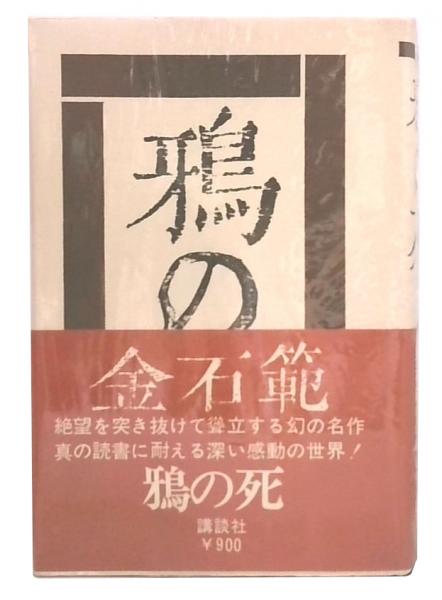 鴉の
金石範
絶望を突き抜けて聳立する幻の名作
真の読書に耐える深い感動の世界!
鴉の死
講談社
¥900